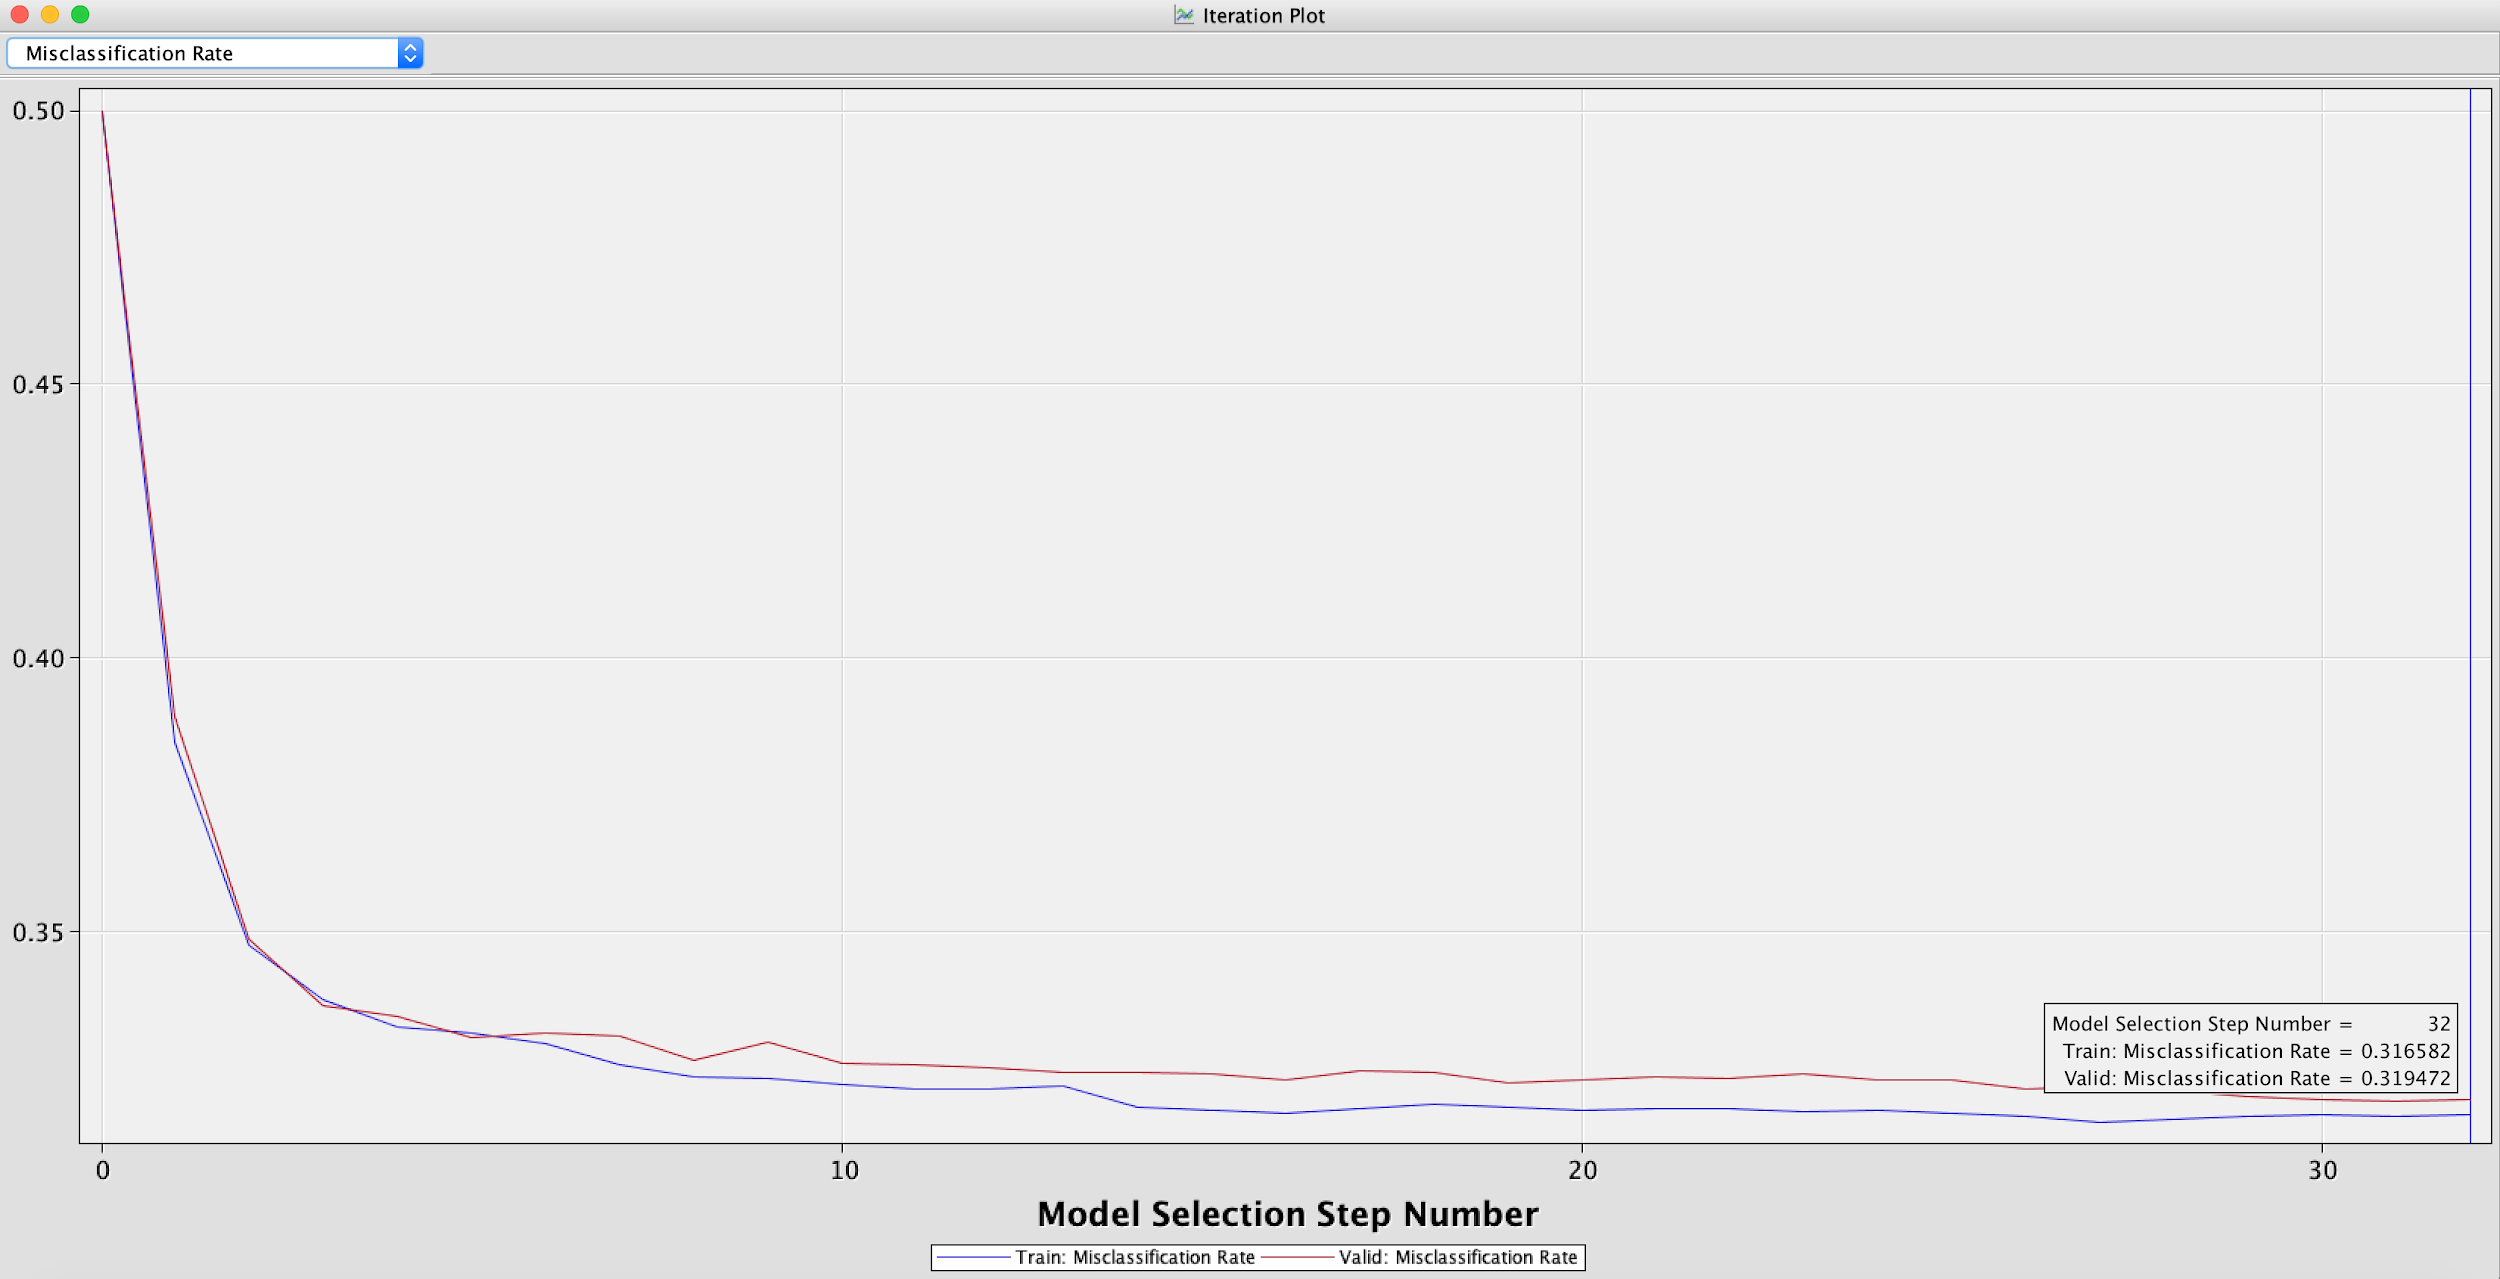 Iteration Plot
Misclassification Rate
0.50
0.45
0.40
0.35
Model Selection Step Number = 32
Train: Misclassification Rate = 0.316582
Valid: Misclassification Rate = 0.319472
0 10 20 30
Model Selection Step Number
Train: Misclassification Rate Valid: Misclassification Rate